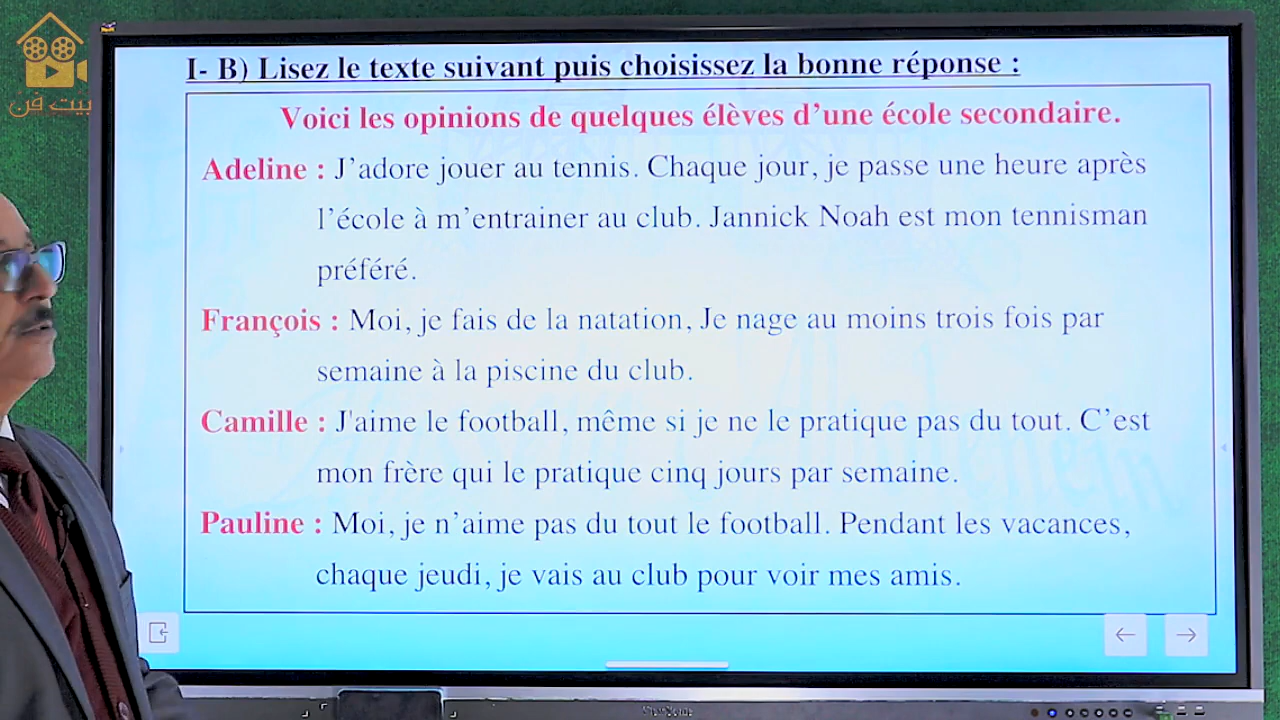 بيت فن
I- B) Lisez le texte suivant puis choisissez la bonne réponse :
Voici les opinions de quelques élèves d’une école secondaire.
Adeline : J’adore jouer au tennis. Chaque jour, je passe une heure après
l’école à m’entrainer au club. Jannick Noah est mon tennisman
préféré.
François : Moi, je fais de la natation, Je nage au moins trois fois par
semaine à la piscine du club.
Camille : J'aime le football, même si je ne le pratique pas du tout. C’est
mon frère qui le pratique cinq jours par semaine.
Pauline : Moi, je n’aime pas du tout le football. Pendant les vacances,
chaque jeudi, je vais au club pour voir mes amis.